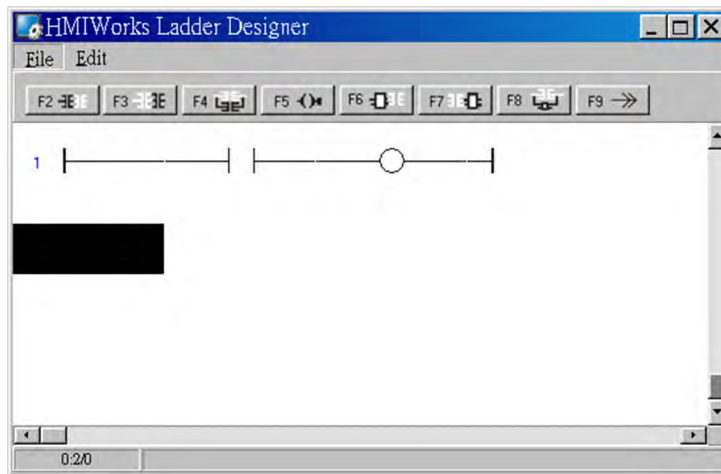 HMIWorks Ladder Designer
File Edit
F2 F3 F4 F5 F6 F7 F8 F9
1
0:2/0